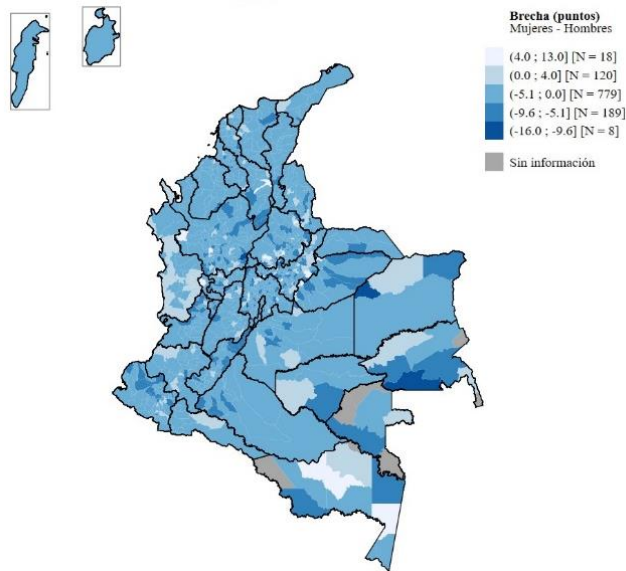 Brecha (puntos)
Mujeres - Hombres
(4.0 ; 13.0] [N = 18]
(0.0 ; 4.0] [N = 120]
(-5.1 ; 0.0] [N = 779]
(-9.6 ; -5.1] [N = 189]
(-16.0 ; -9.6] [N = 8]
Sin información